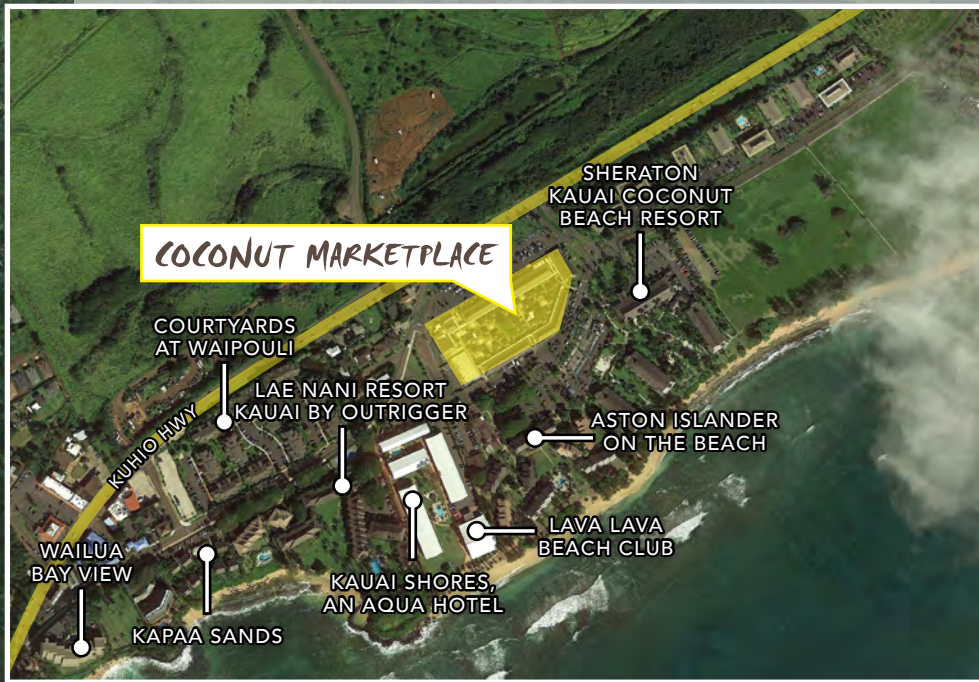 SHERATON
KAUAI COCONUT
BEACH RESORT
COCONUT MARKETPLACE
COURTYARDS
AT WAIPOULI
LAE NANI RESORT
KAUAI BY OUTRIGGER
KUHIO HWY
ASTON ISLANDER
ON THE BEACH
LAVA LAVA
BEACH CLUB
WAILUA
BAY VIEW
KAUAI SHORES,
AN AQUA HOTEL
KAPAA SANDS